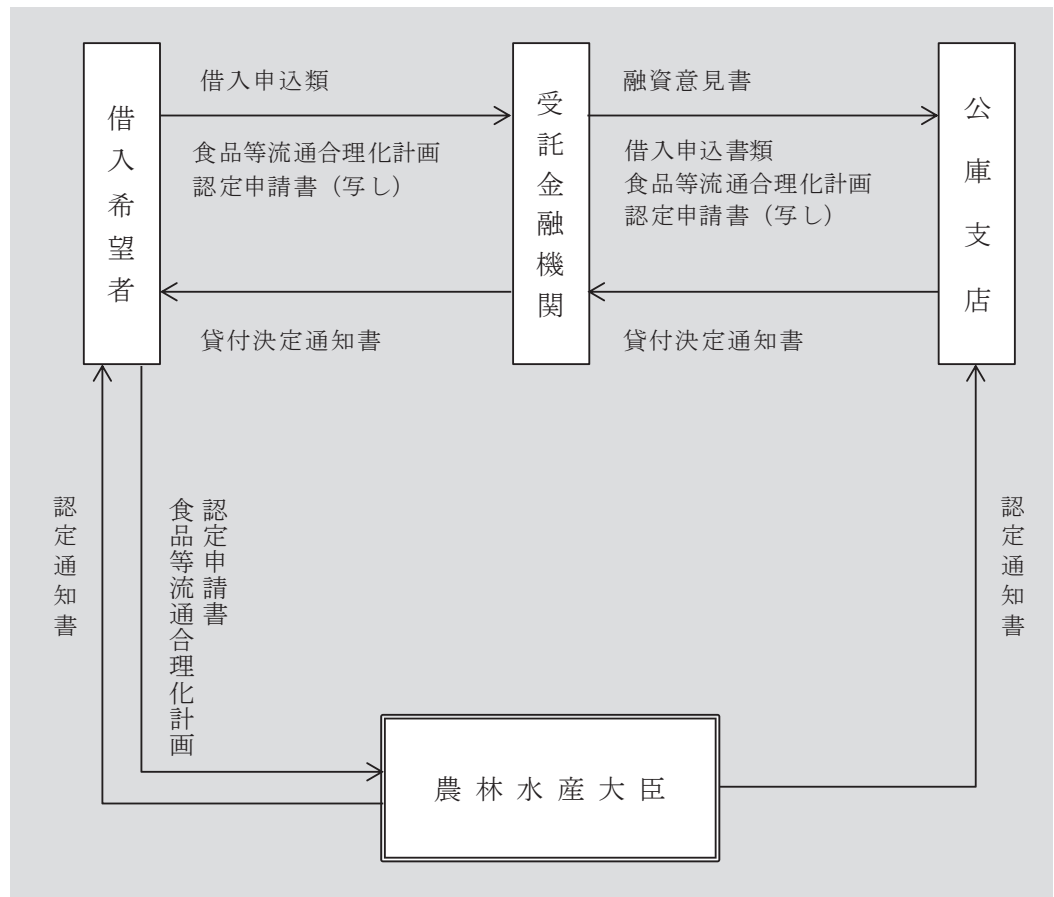 借入希望者
借入申込類
食品等流通合理化計画
認定申請書（写し）
貸付決定通知書
受託金融機関
融資意見書
借入申込書類
食品等流通合理化計画
認定申請書（写し）
貸付決定通知書
公庫支店
認定通知書
食品等流通合理化計画
認定申請書
認定通知書
農林水産大臣